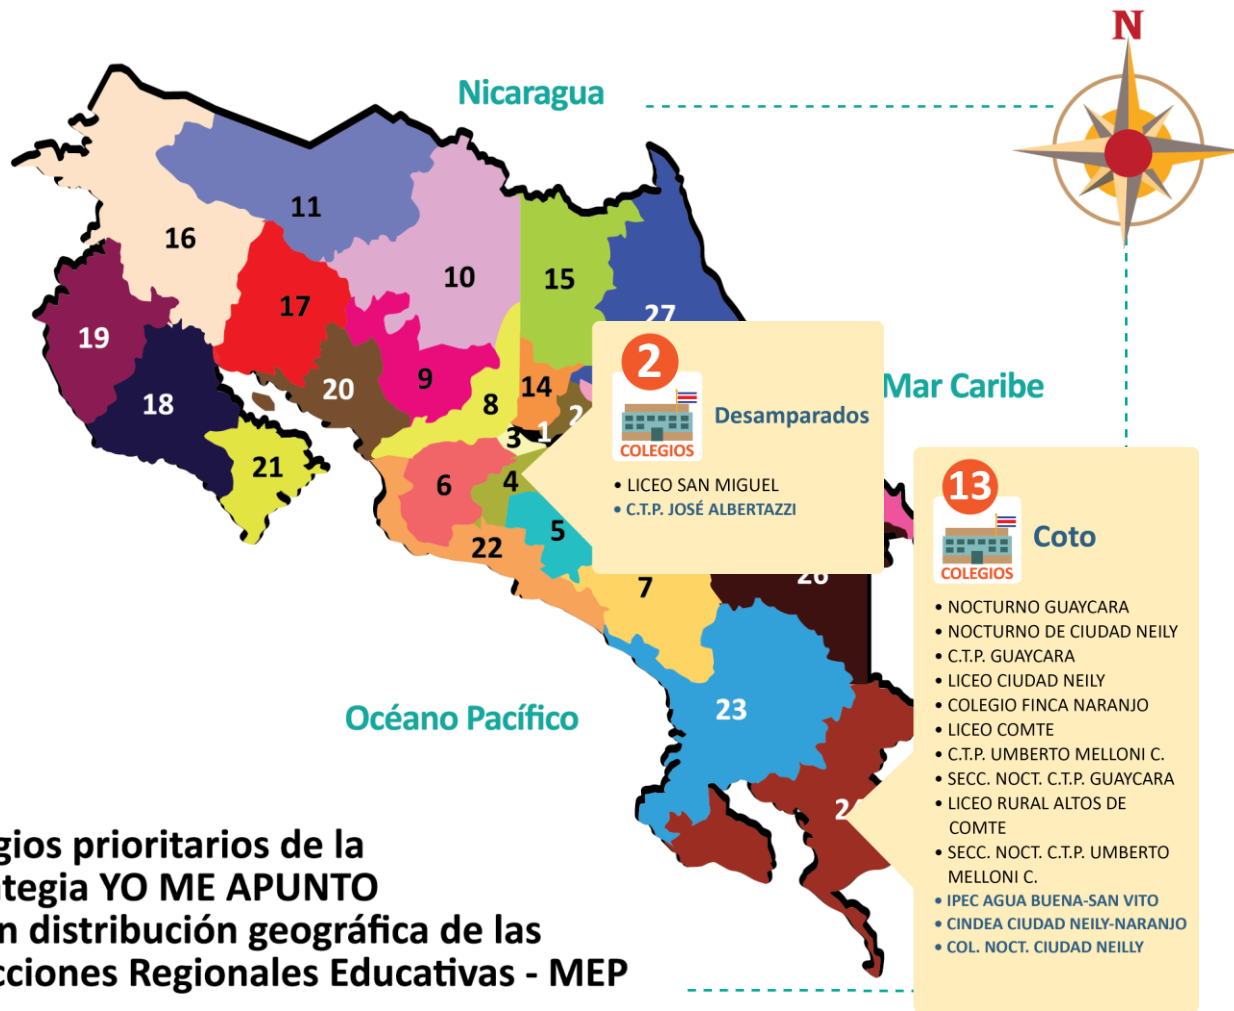 N
Nicaragua
11
16
10
15
17
27
19
20
9
14
18
8
2
1
3
21
6
4
5
22
7
26
23
2
COLEGIOS
Desamparados
• LICEO SAN MIGUEL
• C.T.P. JOSÉ ALBERTAZZI
Mar Caribe
13
COLEGIOS
Coto
• NOCTURNO GUAYCARA
• NOCTURNO DE CIUDAD NEILY
• C.T.P. GUAYCARA
• LICEO CIUDAD NEILY
• COLEGIO FINCA NARANJO
• LICEO COMTE
• C.T.P. UMBERTO MELLONI C.
• SECC. NOCT. C.T.P. GUAYCARA
• LICEO RURAL ALTOS DE
COMTE
• SECC. NOCT. C.T.P. UMBERTO
MELLONI C.
• IPEC AGUA BUENA-SAN VITO
• CINDEA CIUDAD NEILY-NARANJO
• COL. NOCT. CIUDAD NEILLY
Océano Pacífico
gios prioritarios de la
ategia YO ME APUNTO
n distribución geográfica de las
cciones Regionales Educativas - MEP